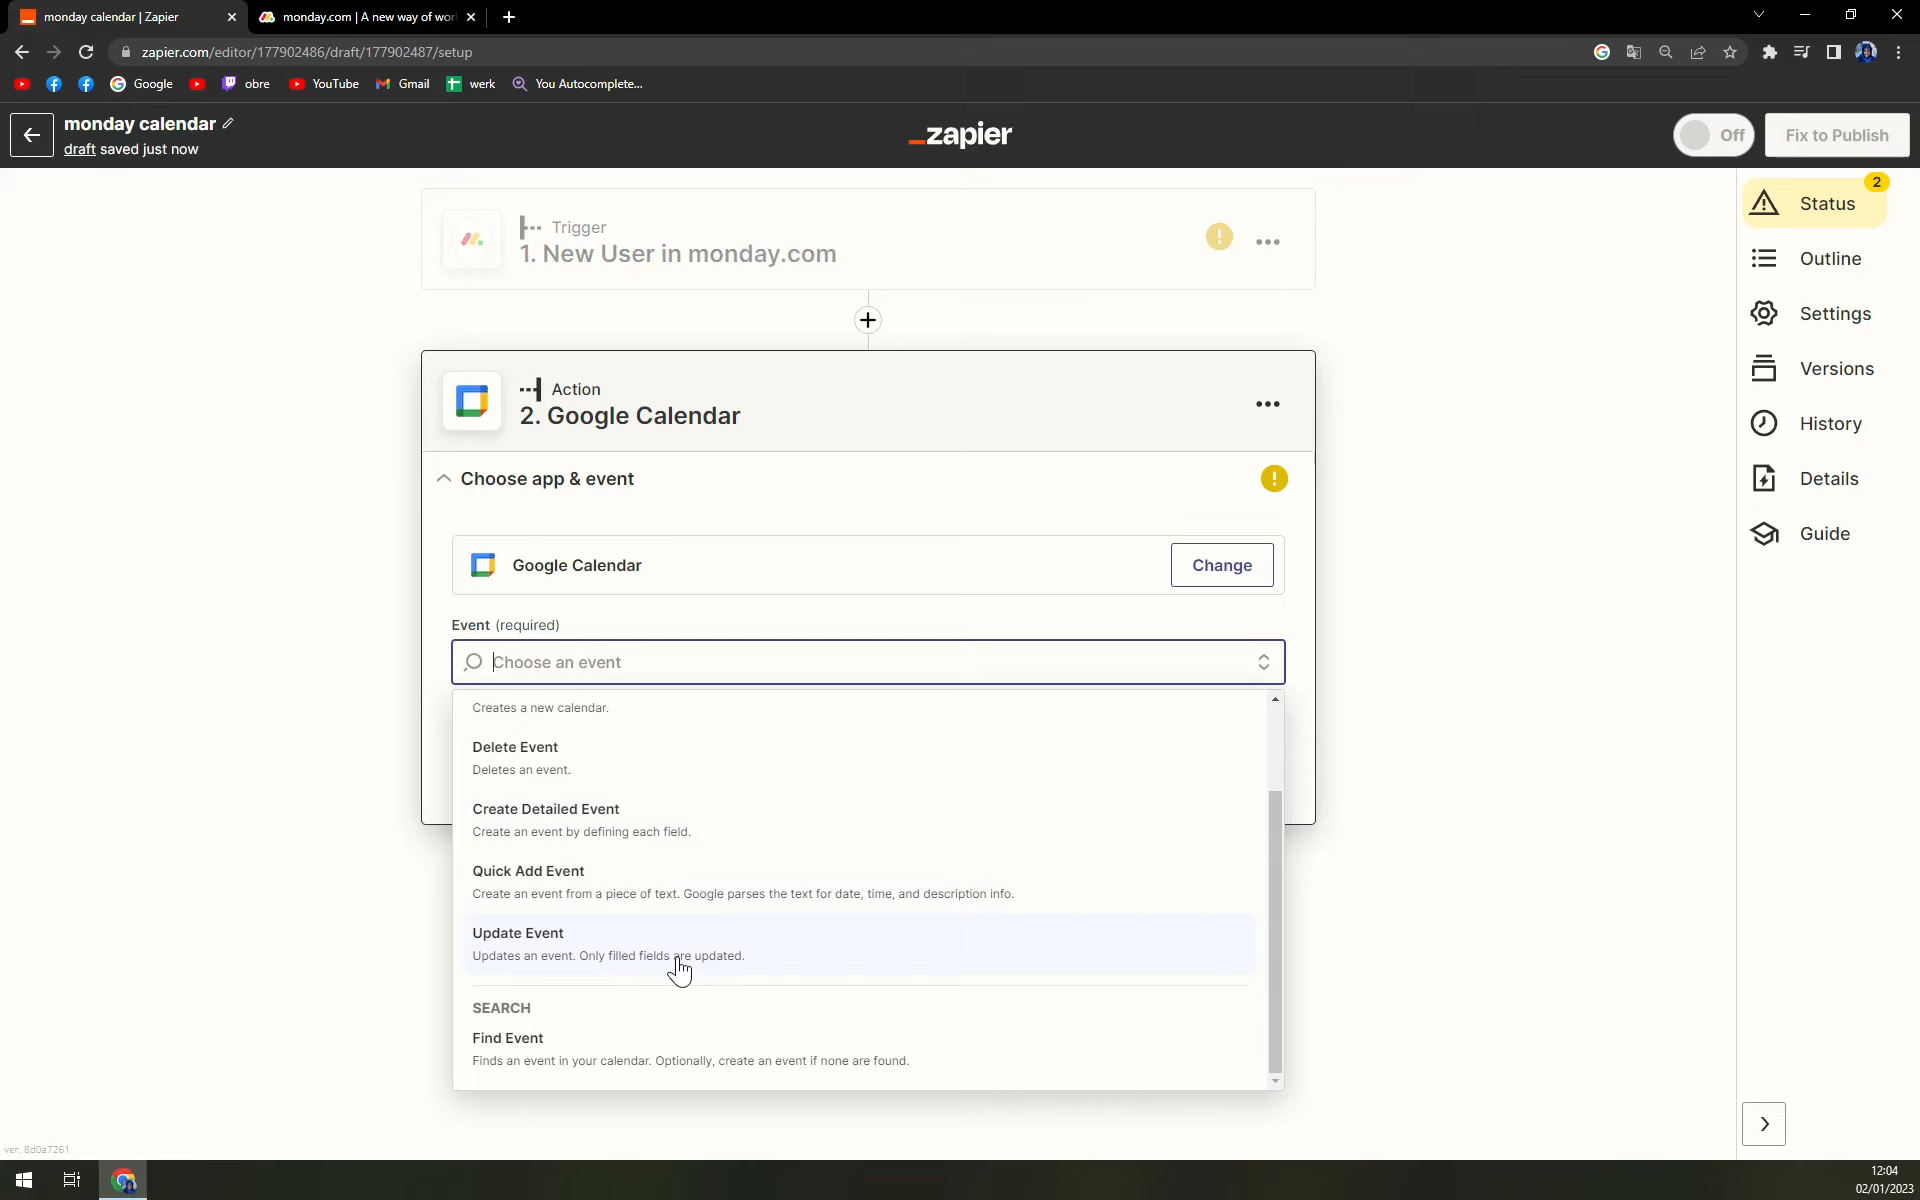 monday calendar | Zapier
monday.com | A new way of wor
zapier.com/editor/177902486/draft/177902487/setup
Google
obre
YouTube
Gmail
werk
You Autocomplete...
monday calendar
draft saved just now
_zapier
Off
Fix to Publish
Trigger
1. New User in monday.com
2
Status
Outline
Settings
Versions
History
Details
Guide
Action
2. Google Calendar
Choose app & event
Google Calendar
Change
Event (required)
Choose an event
Creates a new calendar.
Delete Event
Deletes an event.
Create Detailed Event
Create an event by defining each field.
Quick Add Event
Create an event from a piece of text. Google parses the text for date, time, and description info.
Update Event
Updates an event. Only filled fields are updated.
SEARCH
Find Event
Finds an event in your calendar. Optionally, create an event if none are found.
ver. 8d0a7261
12:04
02/01/2023